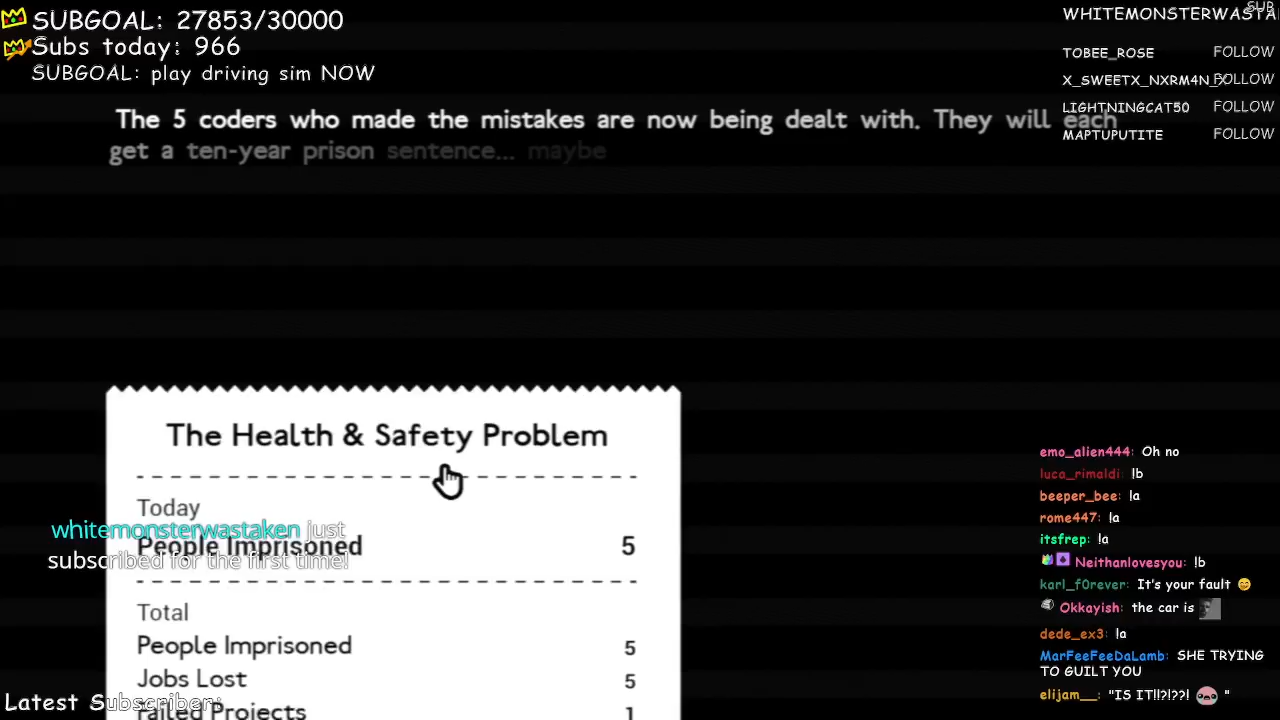 SUBGOAL: 27853/30000
Subs today: 966
SUBGOAL: play driving sim NOW
SUB
WHITEMONSTERWASTA
TOBEE_ROSE FOLLOW
X_SWEETX_NXRM4N_X FOLLOW
LIGHTNINGCAT50 FOLLOW
MAPTUPUTITE FOLLOW
The 5 coders who made the mistakes are now being dealt with. They will each
get a ten-year prison sentence... maybe
The Health & Safety Problem
Today
People Imprisoned 5
whitemonsterwastaken just
subscribed for the first time!
Total
People Imprisoned 5
Jobs Lost 5
Failed Projects 1
Latest Subscriber:
emo_alien444: Oh no
luca_rimaldi: !b
beeper_bee: !a
rome447: !a
itsfrep: !a
Neithanlovesyou: !b
karl_f0rever: It's your fault
Okkayish: the car is
dede_ex3: !a
MarFeeFeeDaLamb: SHE TRYING
TO GUILT YOU
elijam__: "IS IT!!?!??! "